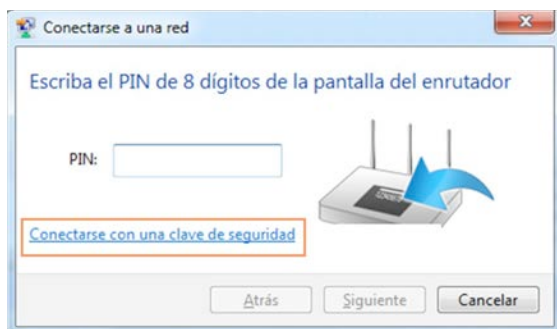 Conectarse a una red
Escriba el PIN de 8 dígitos de la pantalla del enrutador
PIN:
Conectarse con una clave de seguridad
Atrás Siguiente Cancelar